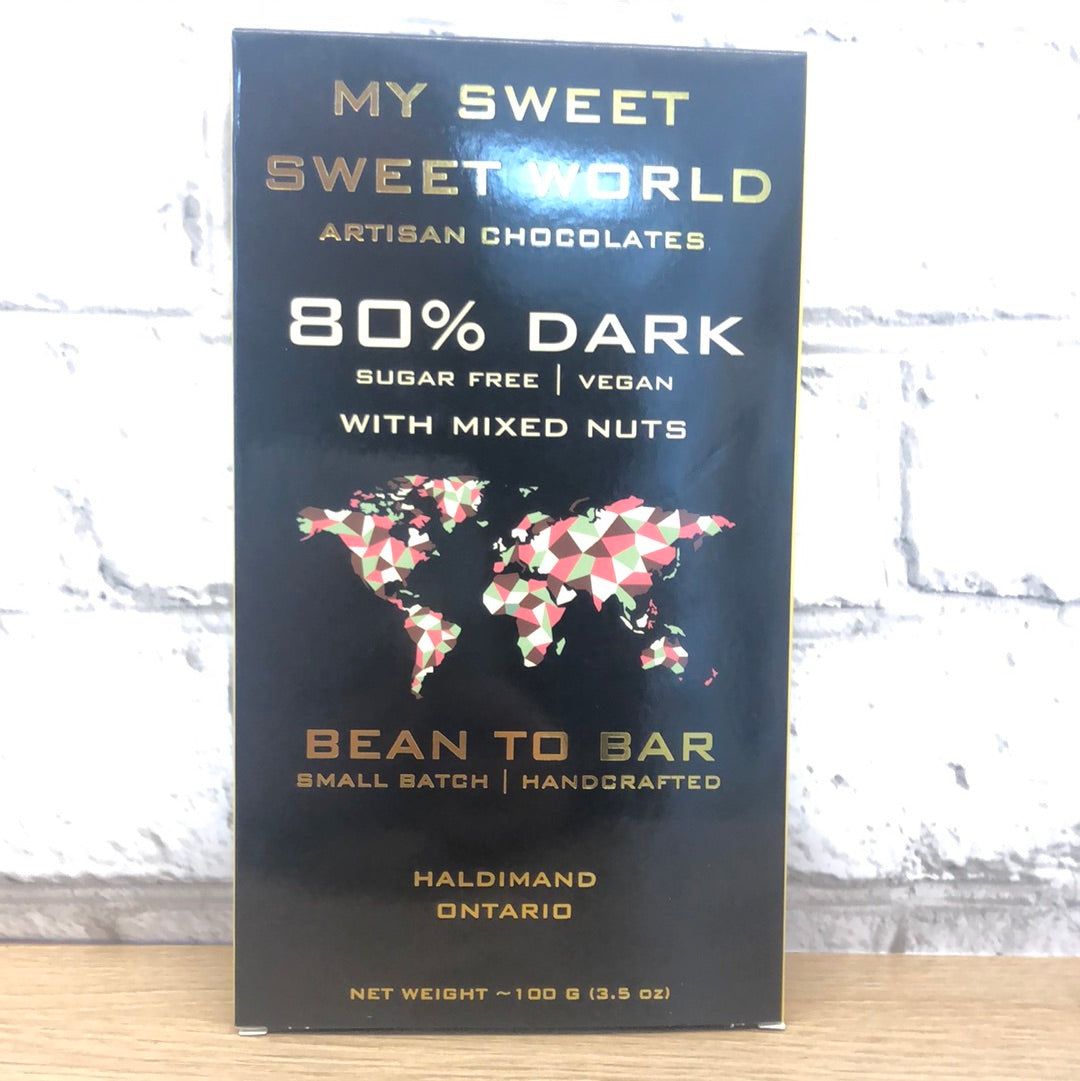 MY SWEET
SWEET WORLD
ARTISAN CHOCOLATES
80% DARK
SUGAR FREE | VEGAN
WITH MIXED NUTS
BEAN TO BAR
SMALL BATCH | HANDCRAFTED
HALDIMAND
ONTARIO
NET WEIGHT ~100 G (3.5 oz)